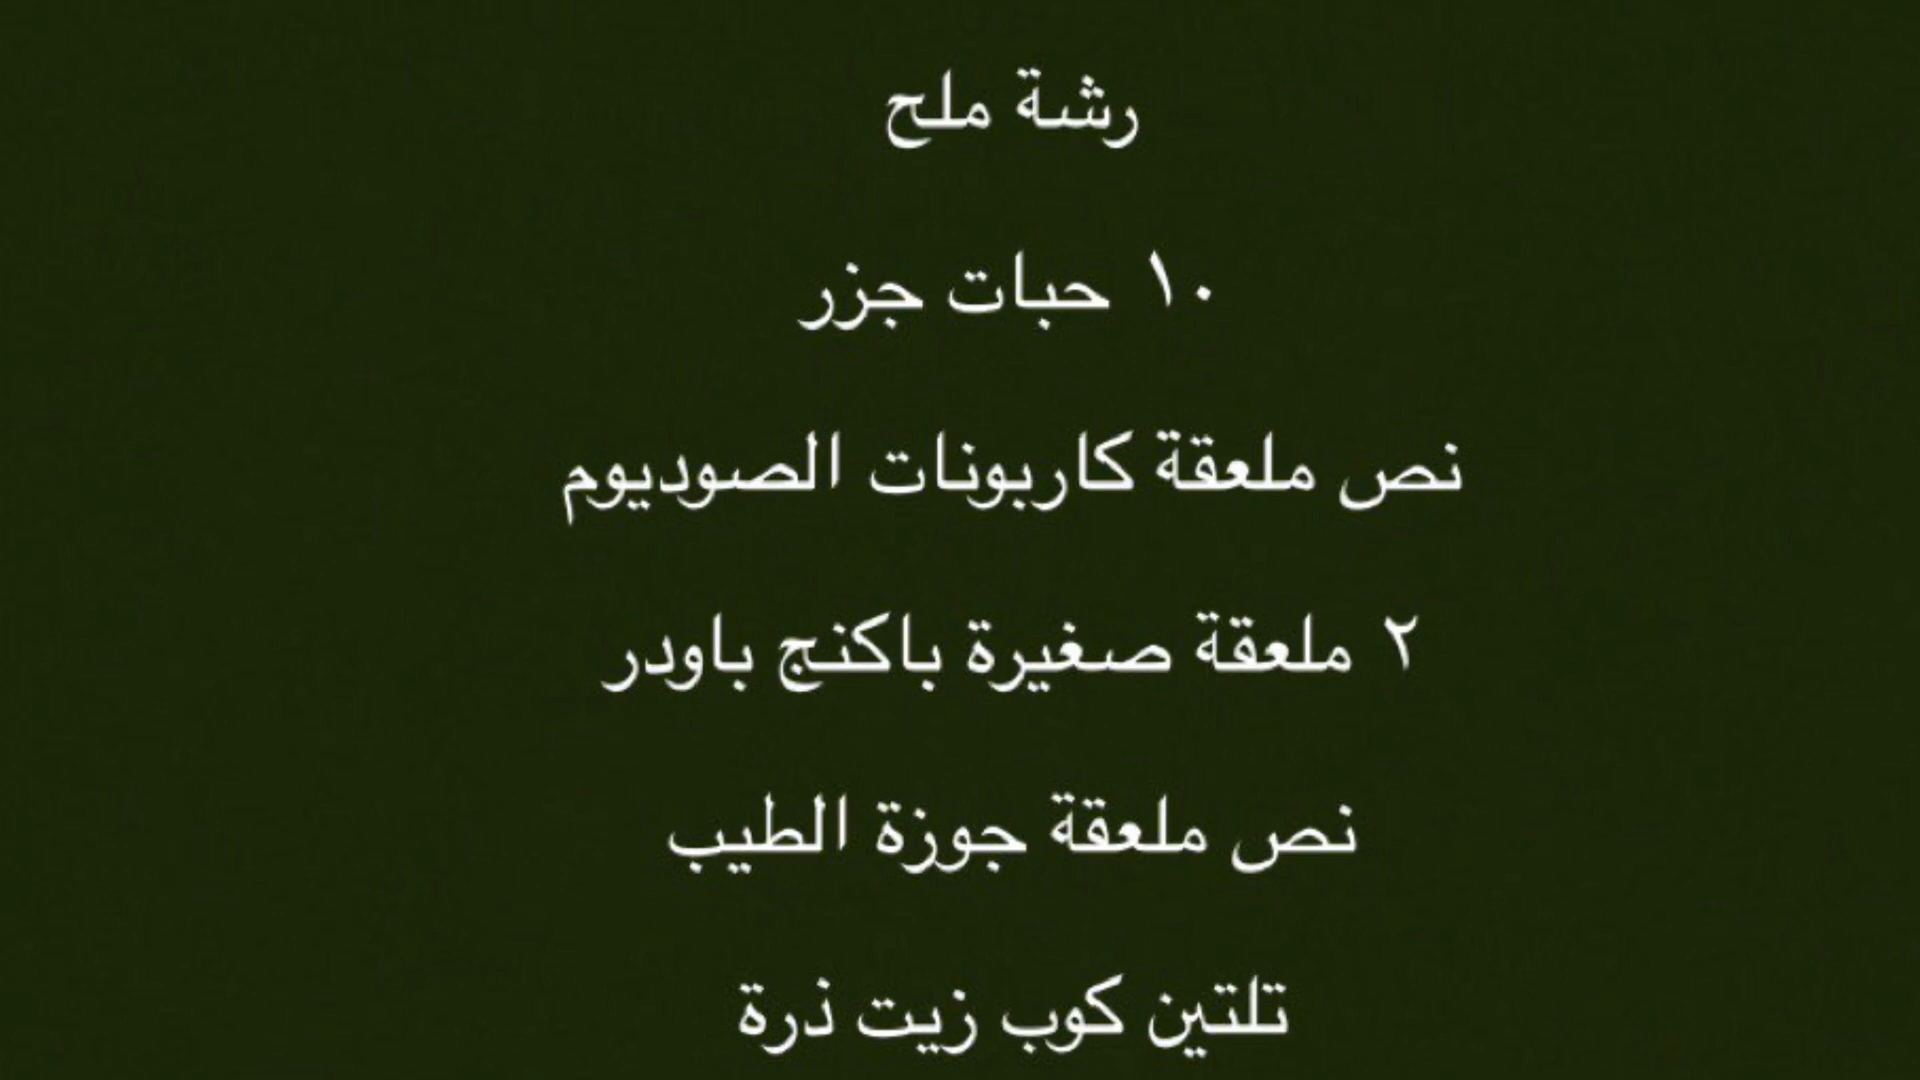 رشة ملح
١٠ حبات جزر
نص ملعقة كاربونات الصوديوم
٢ ملعقة صغيرة باكنج باودر
نص ملعقة جوزة الطيب
تلتين كوب زيت ذرة